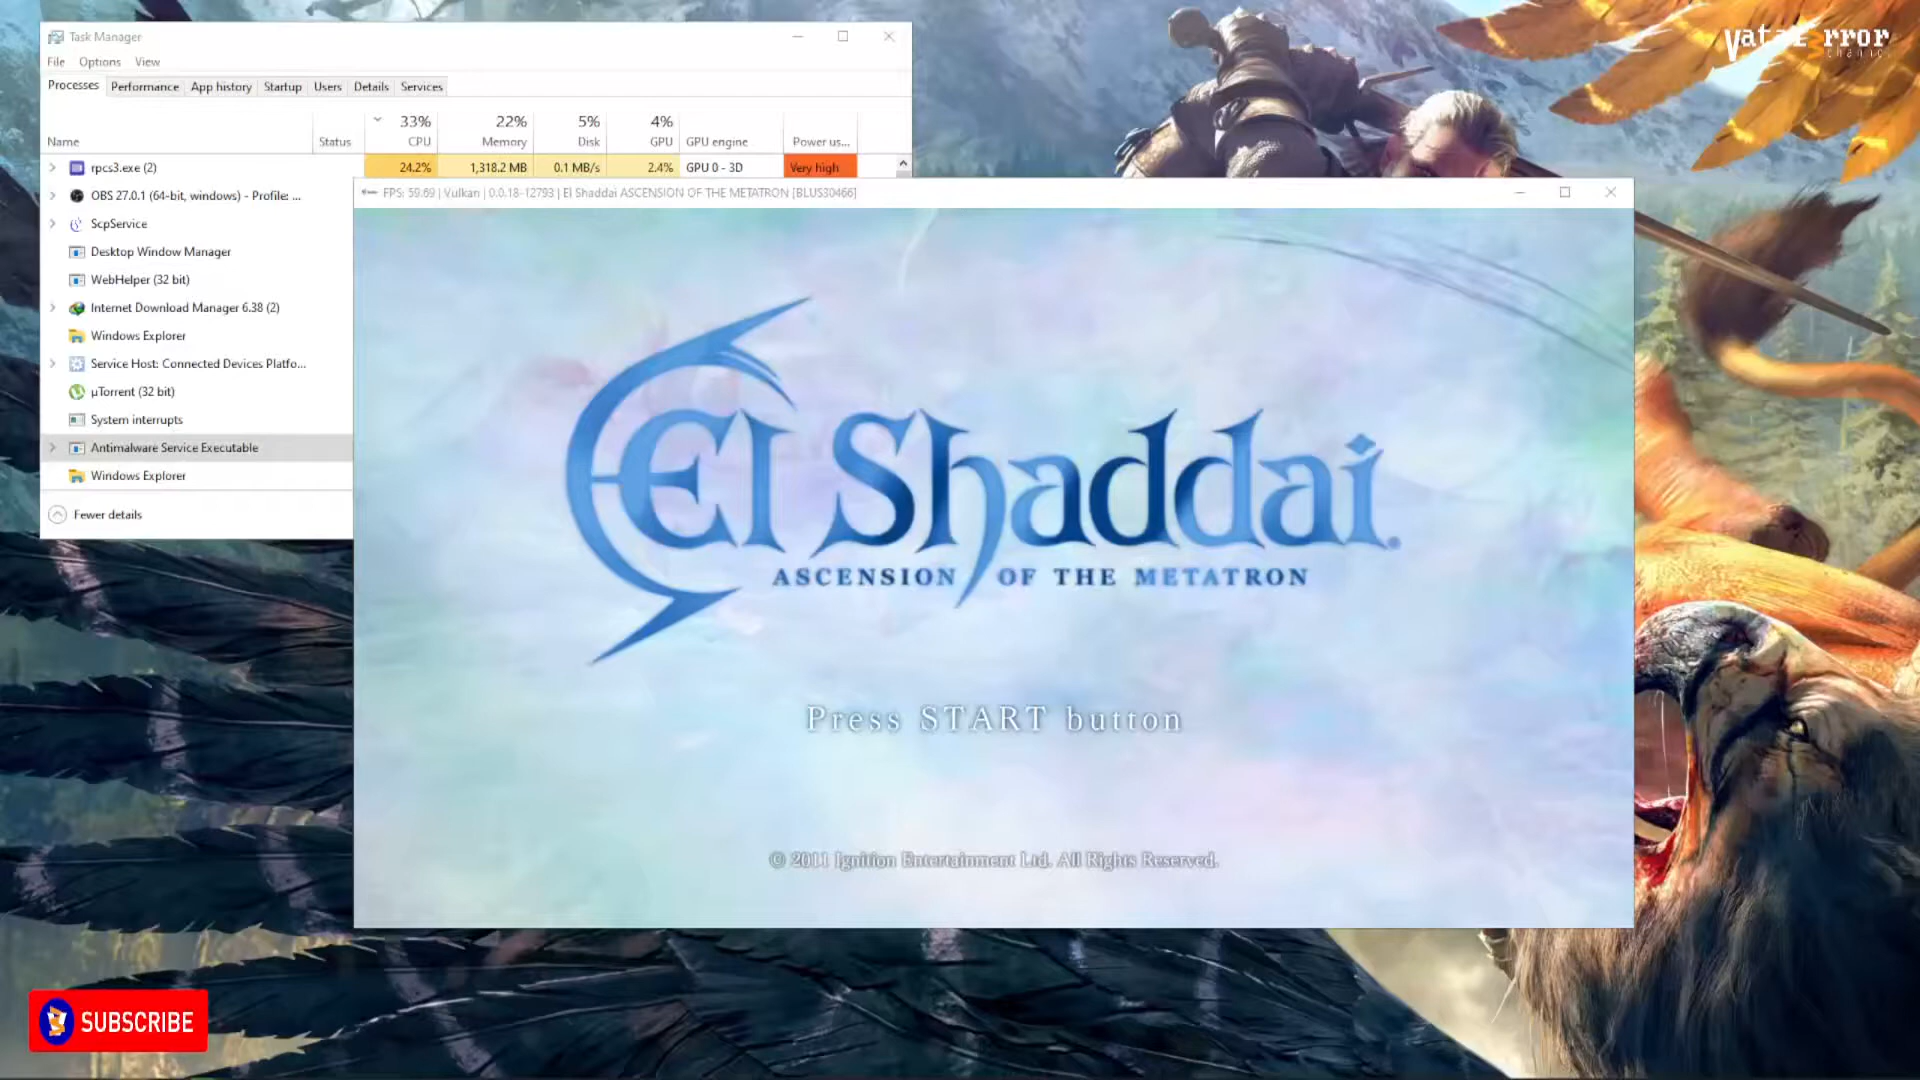 Task Manager
File Options View
Processes Performance App history Startup Users Details Services
33% 22% 5% 4%
Name Status CPU Memory Disk GPU GPU engine Power us...
rpcs3.exe (2) 24.2% 1,318.2 MB 0.1 MB/s 2.4% GPU 0 - 3D Very high
OBS 27.0.1 (64-bit, windows) - Profile: ...
ScpService
Desktop Window Manager
WebHelper (32 bit)
Internet Download Manager 6.38 (2)
Windows Explorer
Service Host: Connected Devices Platfo...
µTorrent (32 bit)
System interrupts
Antimalware Service Executable
Windows Explorer
Fewer details
FPS: 59.69 | Vulkan | 0.0.18-12793 | El Shaddai ASCENSION OF THE METATRON [BLUS30466]
El Shaddai
ASCENSION OF THE METATRON
Press START button
© 2011 Ignition Entertainment Ltd. All Rights Reserved.
SUBSCRIBE